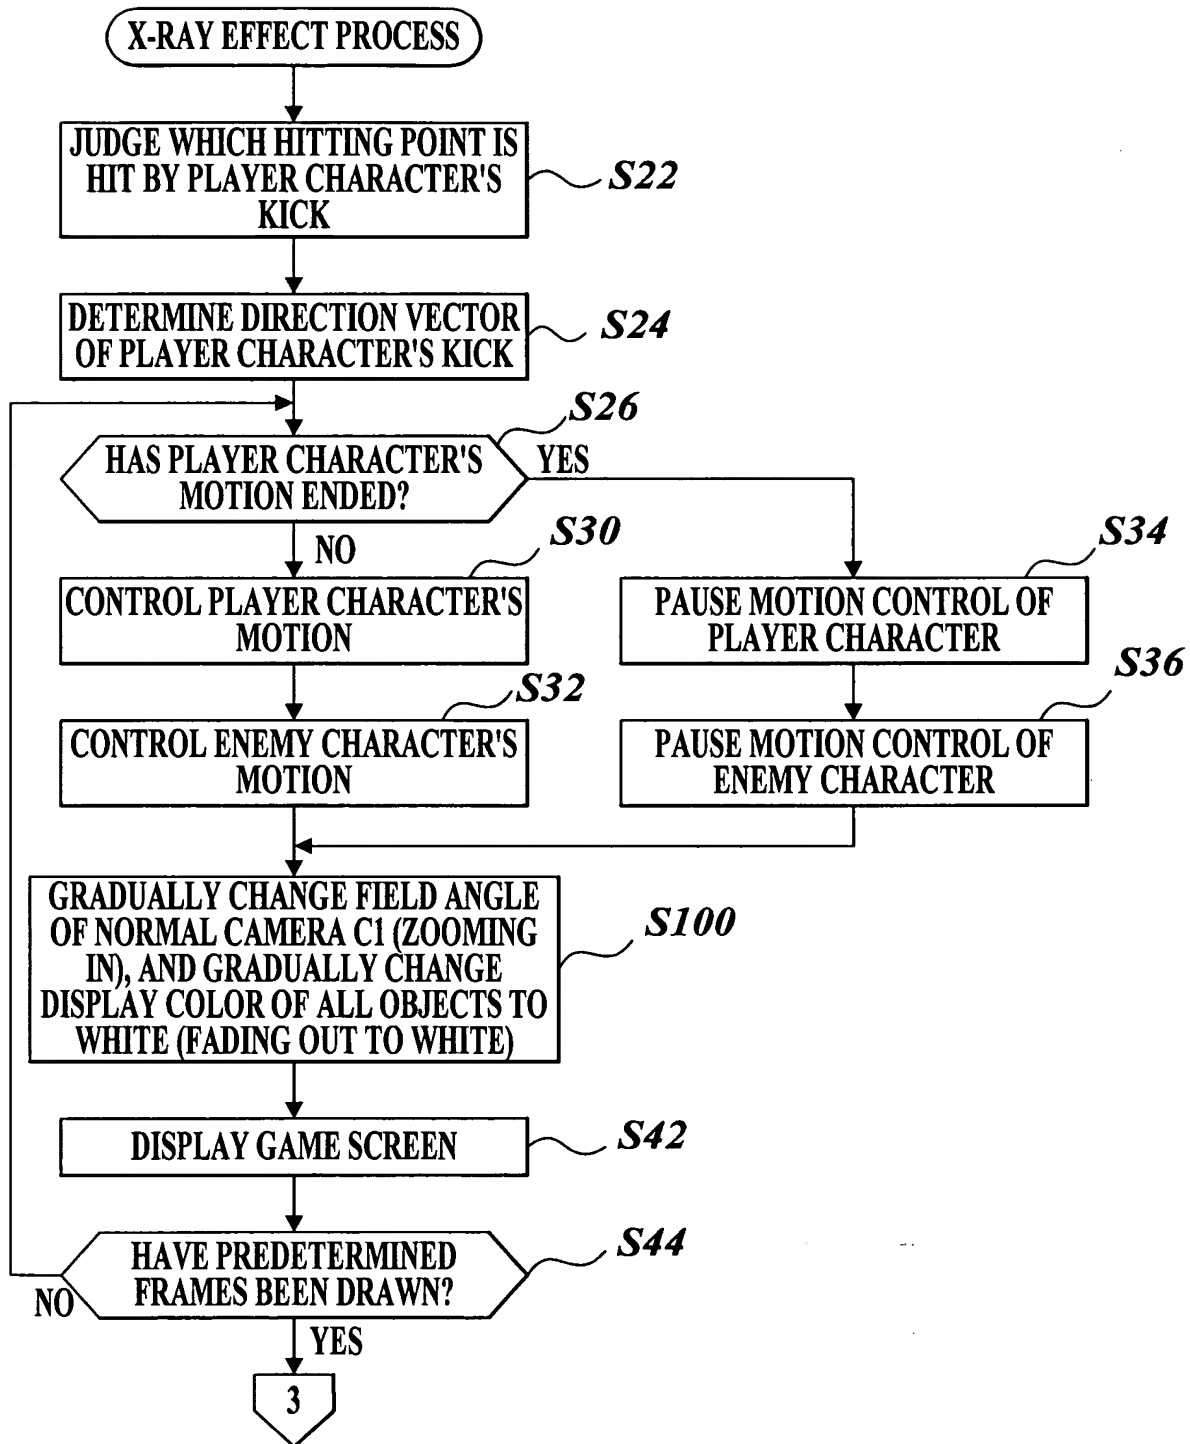 X-RAY EFFECT PROCESS
JUDGE WHICH HITTING POINT IS
HIT BY PLAYER CHARACTER'S
KICK
S22
DETERMINE DIRECTION VECTOR
OF PLAYER CHARACTER'S KICK
S24
S26
HAS PLAYER CHARACTER'S
MOTION ENDED?
YES
NO
S30
S34
CONTROL PLAYER CHARACTER'S
MOTION
PAUSE MOTION CONTROL OF
PLAYER CHARACTER
S32
S36
CONTROL ENEMY CHARACTER'S
MOTION
PAUSE MOTION CONTROL OF
ENEMY CHARACTER
GRADUALLY CHANGE FIELD ANGLE
OF NORMAL CAMERA C1 (ZOOMING
IN), AND GRADUALLY CHANGE
DISPLAY COLOR OF ALL OBJECTS TO
WHITE (FADING OUT TO WHITE)
S100
DISPLAY GAME SCREEN
S42
HAVE PREDETERMINED
FRAMES BEEN DRAWN?
S44
NO
YES
3